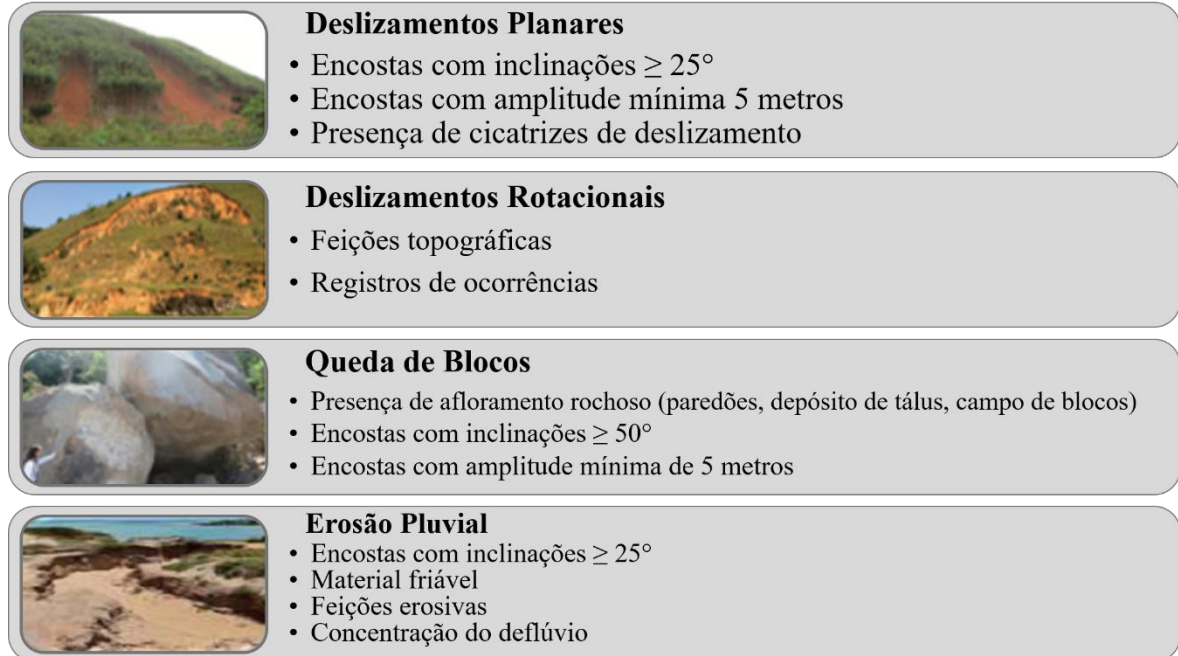 Deslizamentos Planares
• Encostas com inclinações ≥ 25°
• Encostas com amplitude mínima 5 metros
• Presença de cicatrizes de deslizamento
Deslizamentos Rotacionais
• Feições topográficas
• Registros de ocorrências
Queda de Blocos
• Presença de afloramento rochoso (paredões, depósito de tálus, campo de blocos)
• Encostas com inclinações ≥ 50°
• Encostas com amplitude mínima de 5 metros
Erosão Pluvial
• Encostas com inclinações ≥ 25°
• Material friável
• Feições erosivas
• Concentração do deflúvio